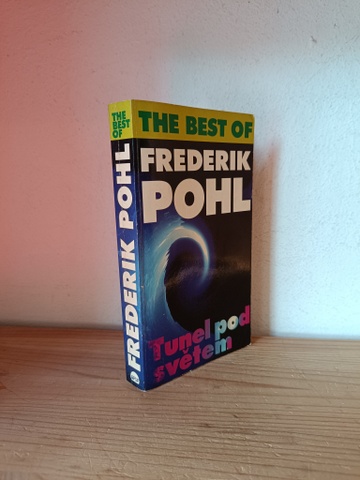 THE BEST OF
FREDERIK
POHL
Tunel pod
světem
THE
BEST
OF
FREDERIK POHL